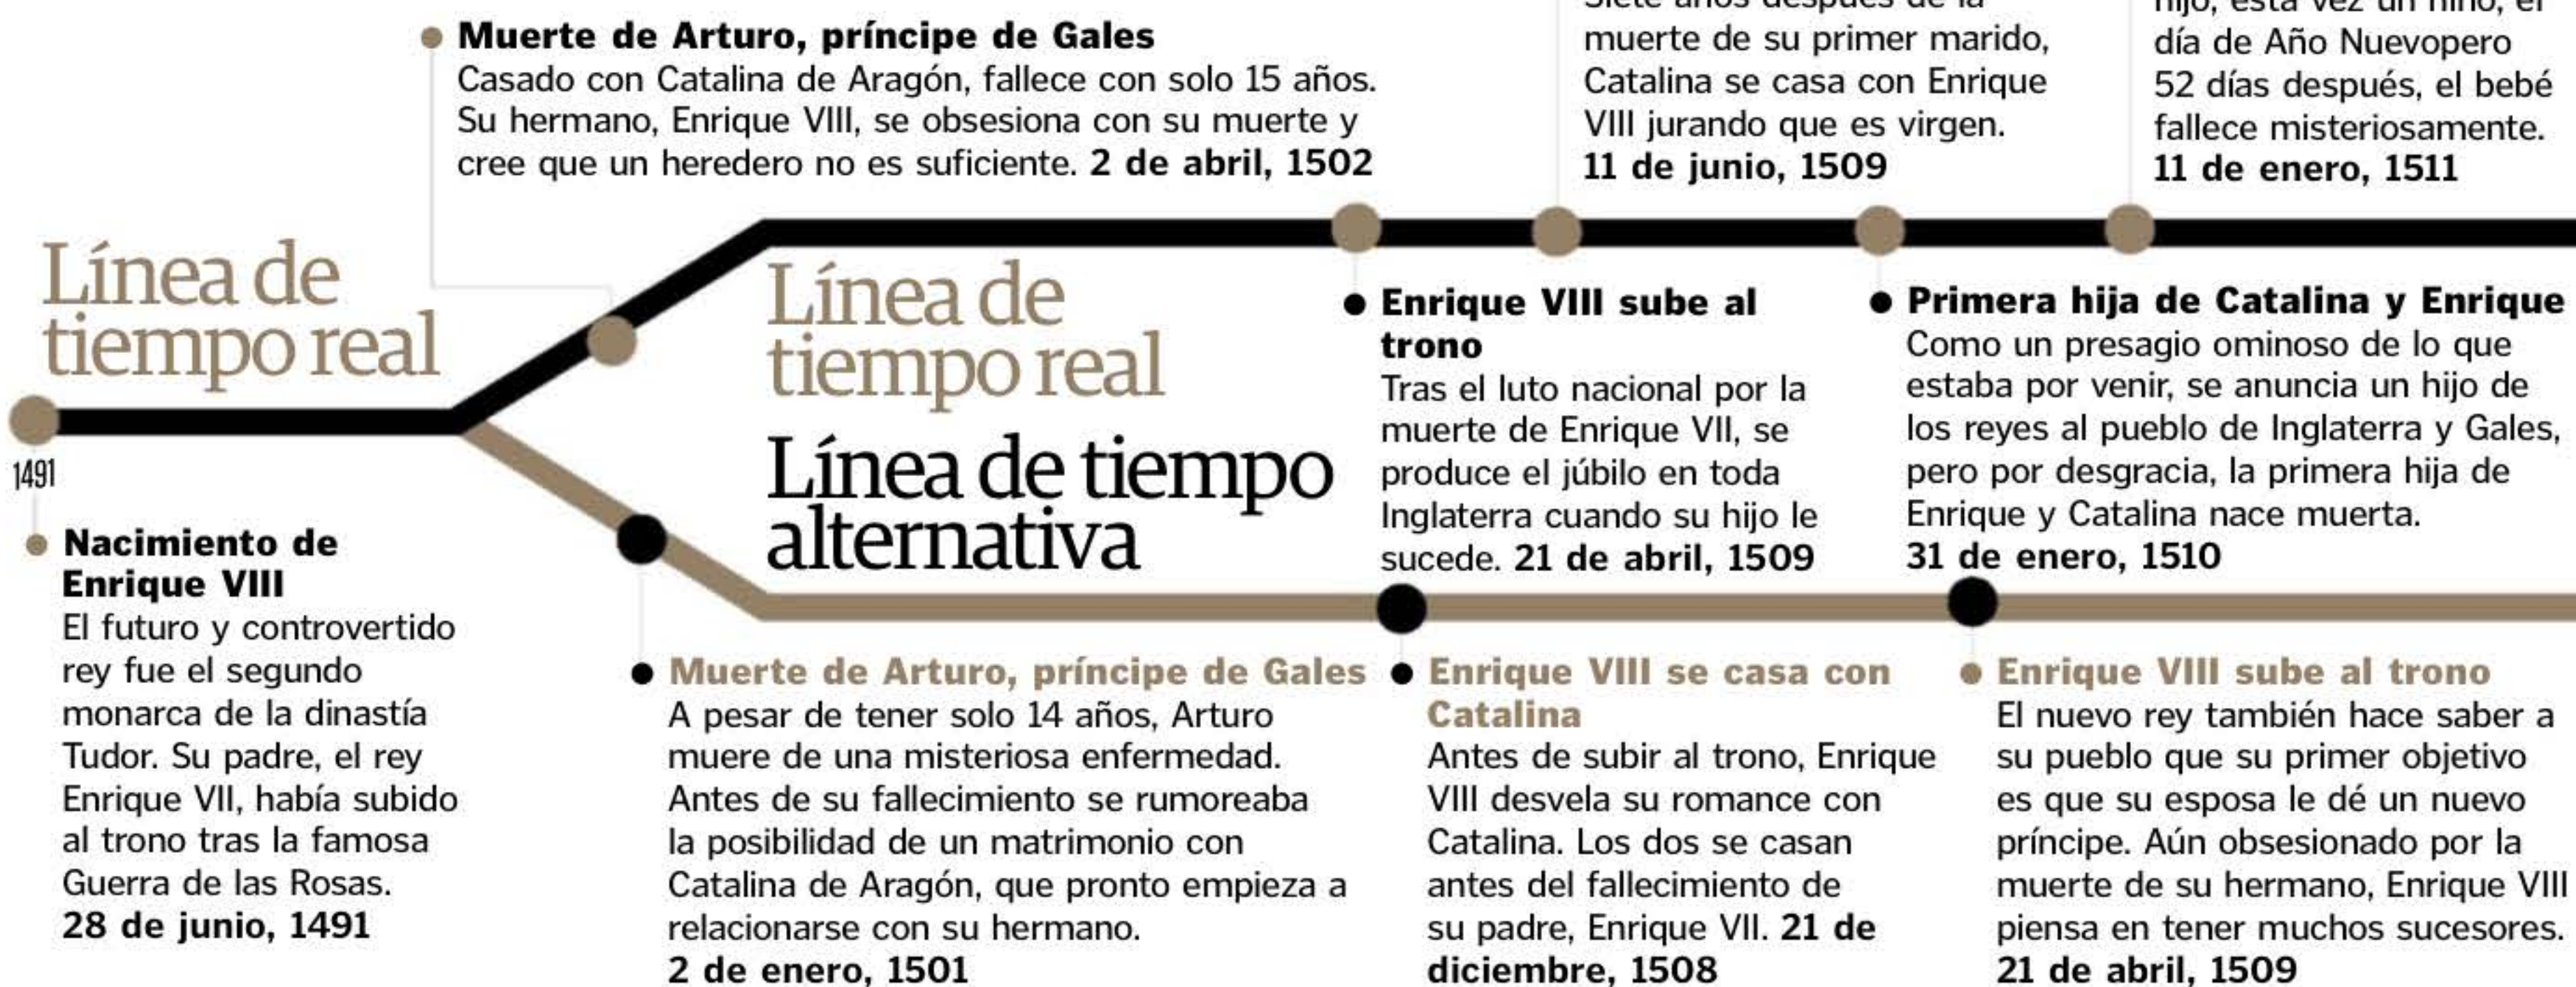 Muerte de Arturo, príncipe de Gales
Casado con Catalina de Aragón, fallece con solo 15 años.
Su hermano, Enrique VIII, se obsesiona con su muerte y
cree que un heredero no es suficiente. 2 de abril, 1502
Siete años después de la
muerte de su primer marido,
Catalina se casa con Enrique
VIII jurando que es virgen.
11 de junio, 1509
hijo, esta vez un niño, el
día de Año Nuevopero
52 días después, el bebé
fallece misteriosamente.
11 de enero, 1511
Línea de
tiempo real
1491
Nacimiento de
Enrique VIII
El futuro y controvertido
rey fue el segundo
monarca de la dinastía
Tudor. Su padre, el rey
Enrique VII, había subido
al trono tras la famosa
Guerra de las Rosas.
28 de junio, 1491
Línea de
tiempo real
Línea de tiempo
alternativa
Enrique VIII sube al
trono
Tras el luto nacional por la
muerte de Enrique VII, se
produce el júbilo en toda
Inglaterra cuando su hijo le
sucede. 21 de abril, 1509
Primera hija de Catalina y Enrique
Como un presagio ominoso de lo que
estaba por venir, se anuncia un hijo de
los reyes al pueblo de Inglaterra y Gales,
pero por desgracia, la primera hija de
Enrique y Catalina nace muerta.
31 de enero, 1510
Muerte de Arturo, príncipe de Gales
A pesar de tener solo 14 años, Arturo
muere de una misteriosa enfermedad.
Antes de su fallecimiento se rumoreaba
la posibilidad de un matrimonio con
Catalina de Aragón, que pronto empieza a
relacionarse con su hermano.
2 de enero, 1501
Enrique VIII se casa con
Catalina
Antes de subir al trono, Enrique
VIII desvela su romance con
Catalina. Los dos se casan
antes del fallecimiento de
su padre, Enrique VII. 21 de
diciembre, 1508
Enrique VIII sube al trono
El nuevo rey también hace saber a
su pueblo que su primer objetivo
es que su esposa le dé un nuevo
príncipe. Aún obsesionado por la
muerte de su hermano, Enrique VIII
piensa en tener muchos sucesores.
21 de abril, 1509